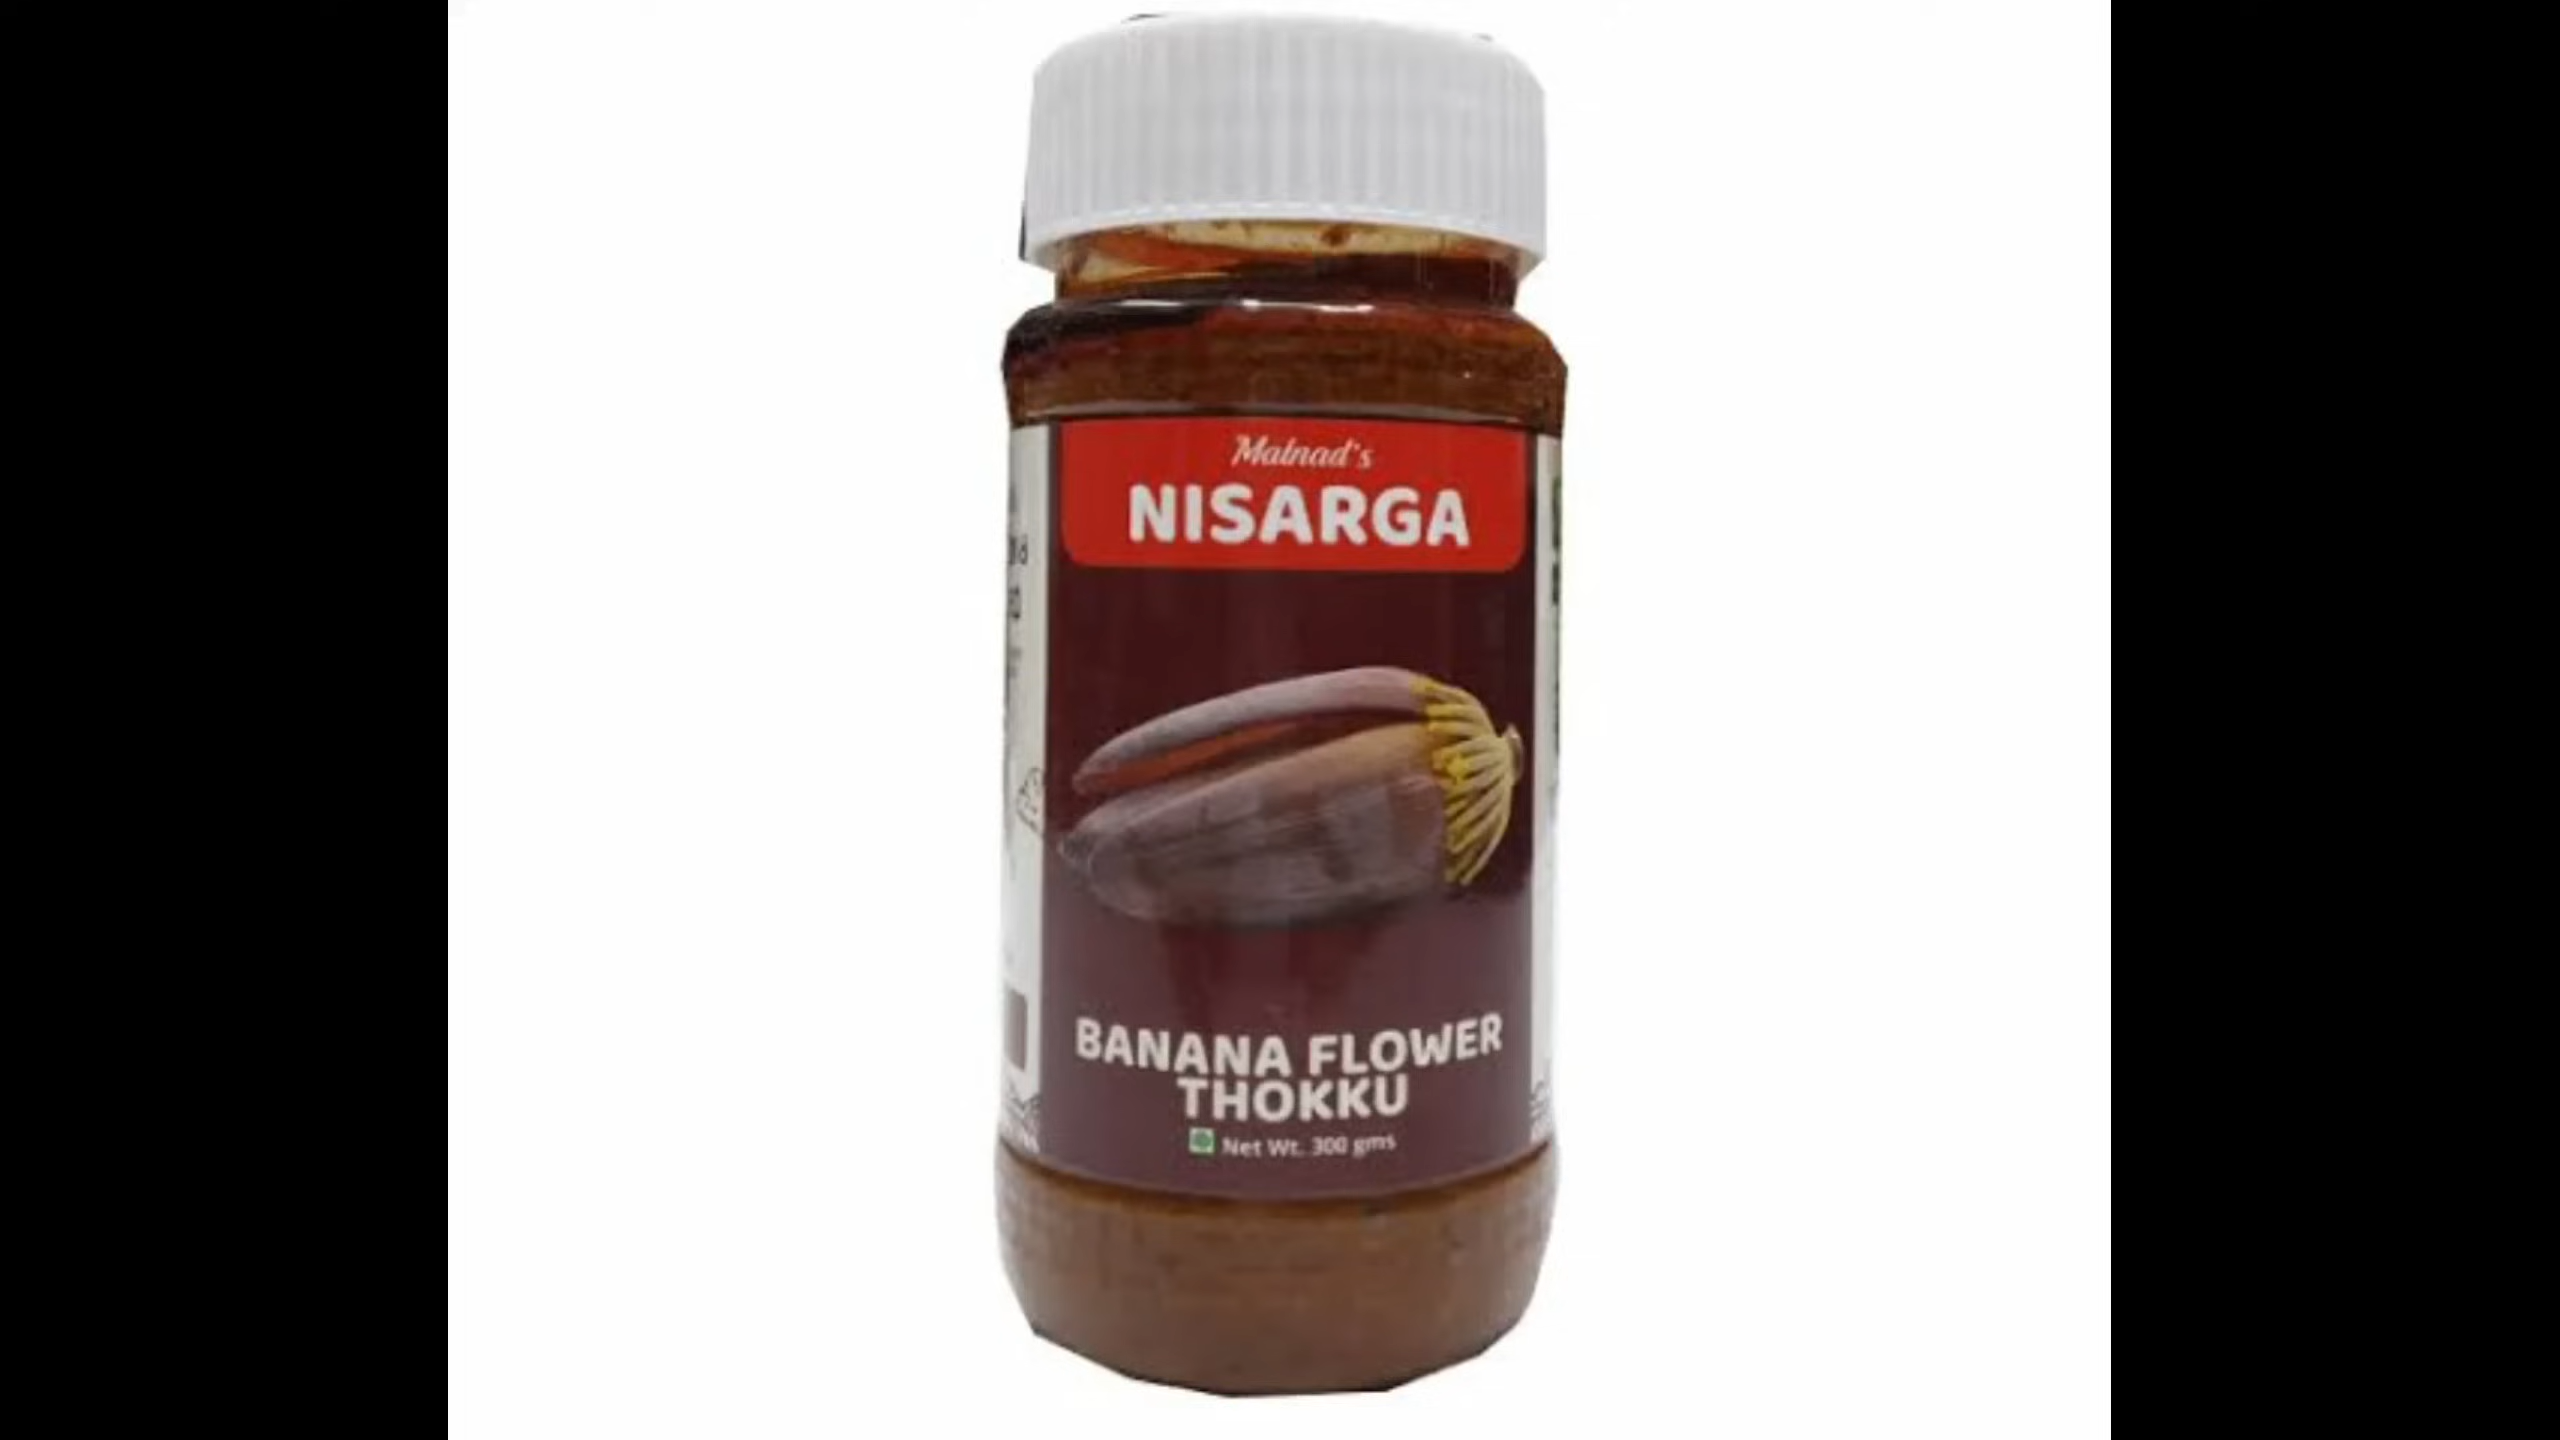 Malnad's
NISARGA
BANANA FLOWER
THOKKU
Net Wt. 300 gms